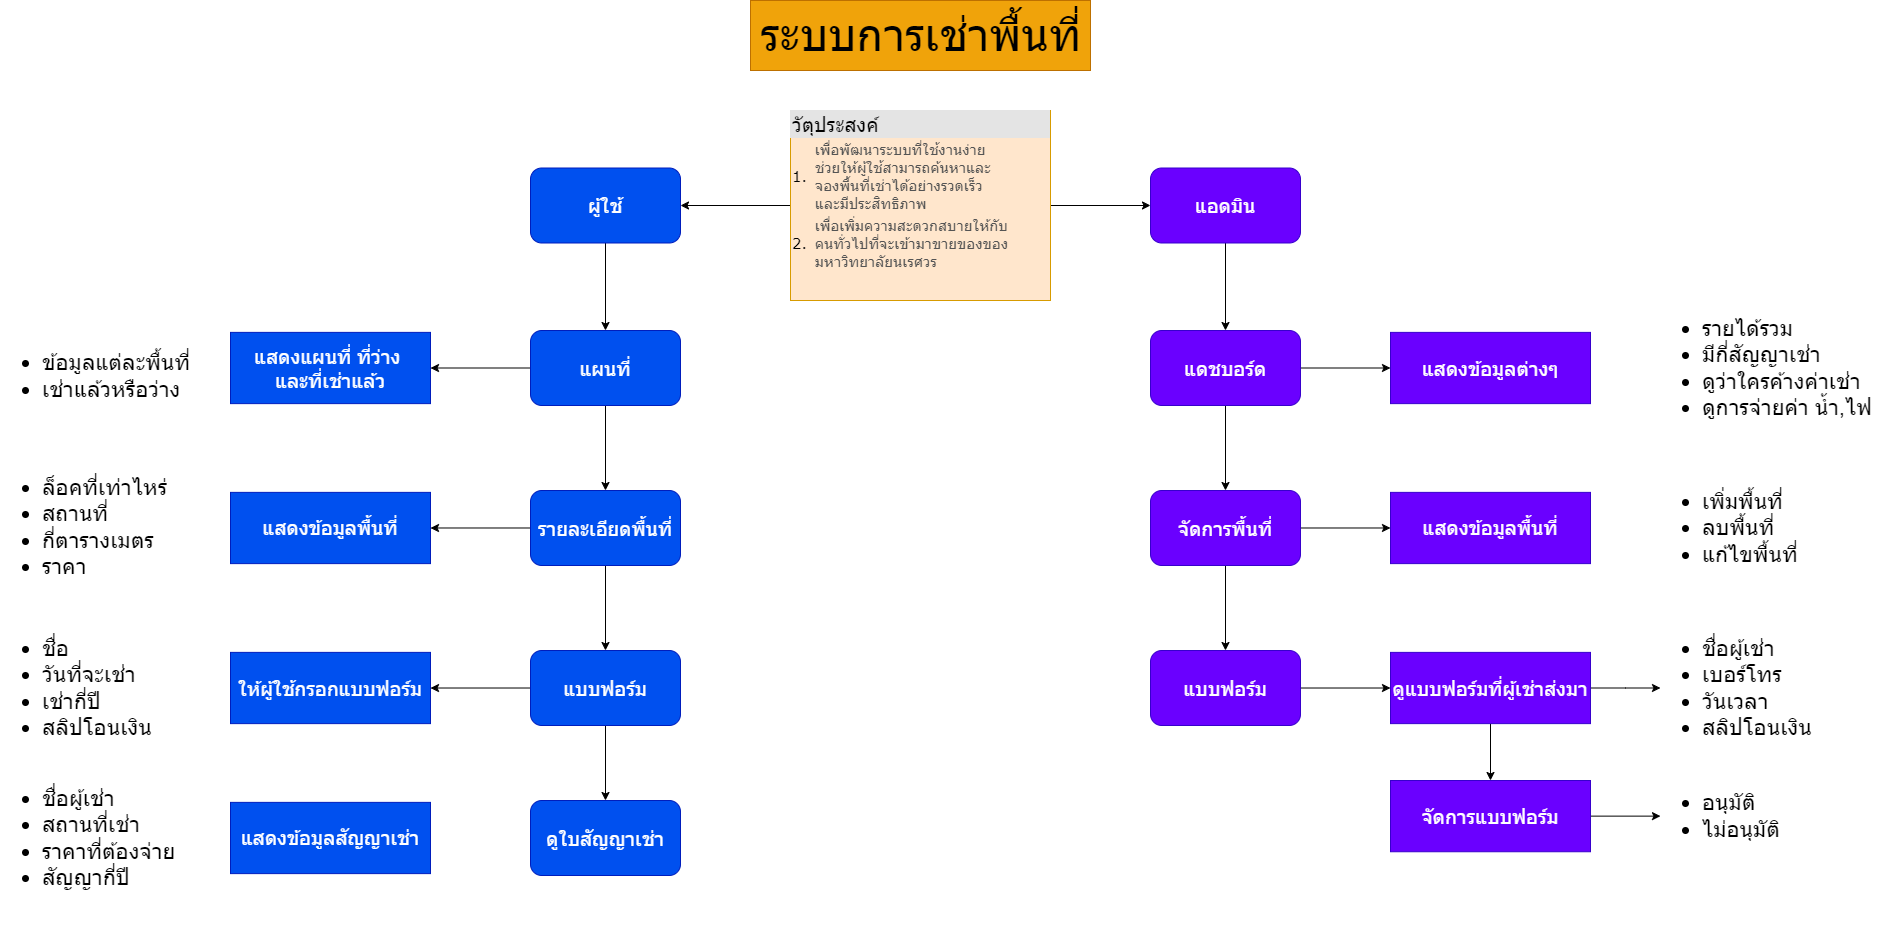 ระบบการเช่าพื้นที่
วัตุประสงค์
1. เพื่อพัฒนาระบบที่ใช้งานง่าย
ช่วยให้ผู้ใช้สามารถค้นหาและ
จองพื้นที่เช่าได้อย่างรวดเร็ว
และมีประสิทธิภาพ
2. เพื่อเพิ่มความสะดวกสบายให้กับ
คนทั่วไปที่จะเข้ามาขายของของ
มหาวิทยาลัยนเรศวร
ผู้ใช้
แผนที่
แสดงแผนที่ ที่ว่าง
และที่เช่าแล้ว
• ข้อมูลแต่ละพื้นที่
• เช่าแล้วหรือว่าง
รายละเอียดพื้นที่
แสดงข้อมูลพื้นที่
• ล็อคที่เท่าไหร่
• สถานที่
• กี่ตารางเมตร
• ราคา
แบบฟอร์ม
ให้ผู้ใช้กรอกแบบฟอร์ม
• ชื่อ
• วันที่จะเช่า
• เช่ากี่ปี
• สลิปโอนเงิน
ดูใบสัญญาเช่า
แสดงข้อมูลสัญญาเช่า
• ชื่อผู้เช่า
• สถานที่เช่า
• ราคาที่ต้องจ่าย
• สัญญากี่ปี
แอดมิน
แดชบอร์ด
แสดงข้อมูลต่างๆ
• รายได้รวม
• มีกี่สัญญาเช่า
• ดูว่าใครค้างค่าเช่า
• ดูการจ่ายค่า น้ำ,ไฟ
จัดการพื้นที่
แสดงข้อมูลพื้นที่
• เพิ่มพื้นที่
• ลบพื้นที่
• แก้ไขพื้นที่
แบบฟอร์ม
ดูแบบฟอร์มที่ผู้เช่าส่งมา
• ชื่อผู้เช่า
• เบอร์โทร
• วันเวลา
• สลิปโอนเงิน
จัดการแบบฟอร์ม
• อนุมัติ
• ไม่อนุมัติ